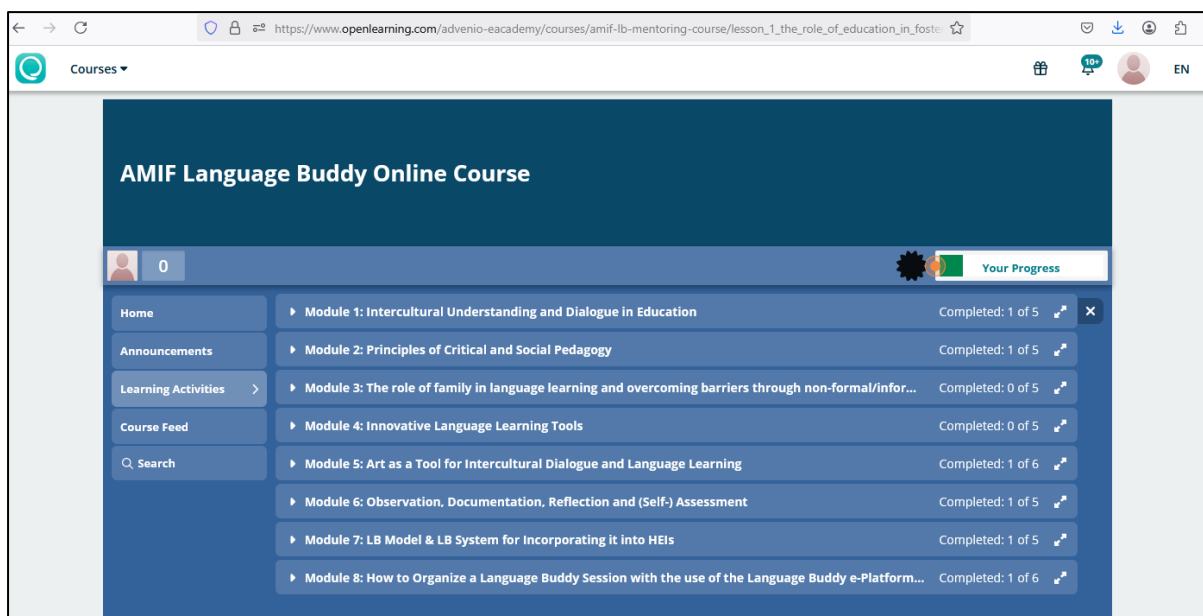 https://www.openlearning.com/advenio-eacademy/courses/amif-lb-mentoring-course/lesson_1_the_role_of_education_in_foste
Courses
10+
EN
AMIF Language Buddy Online Course
0
Your Progress
Home
Announcements
Learning Activities
Course Feed
Search
Module 1: Intercultural Understanding and Dialogue in Education Completed: 1 of 5
Module 2: Principles of Critical and Social Pedagogy Completed: 1 of 5
Module 3: The role of family in language learning and overcoming barriers through non-formal/infor... Completed: 0 of 5
Module 4: Innovative Language Learning Tools Completed: 0 of 5
Module 5: Art as a Tool for Intercultural Dialogue and Language Learning Completed: 1 of 6
Module 6: Observation, Documentation, Reflection and (Self-) Assessment Completed: 1 of 5
Module 7: LB Model & LB System for Incorporating it into HEIs Completed: 1 of 5
Module 8: How to Organize a Language Buddy Session with the use of the Language Buddy e-Platform... Completed: 1 of 6